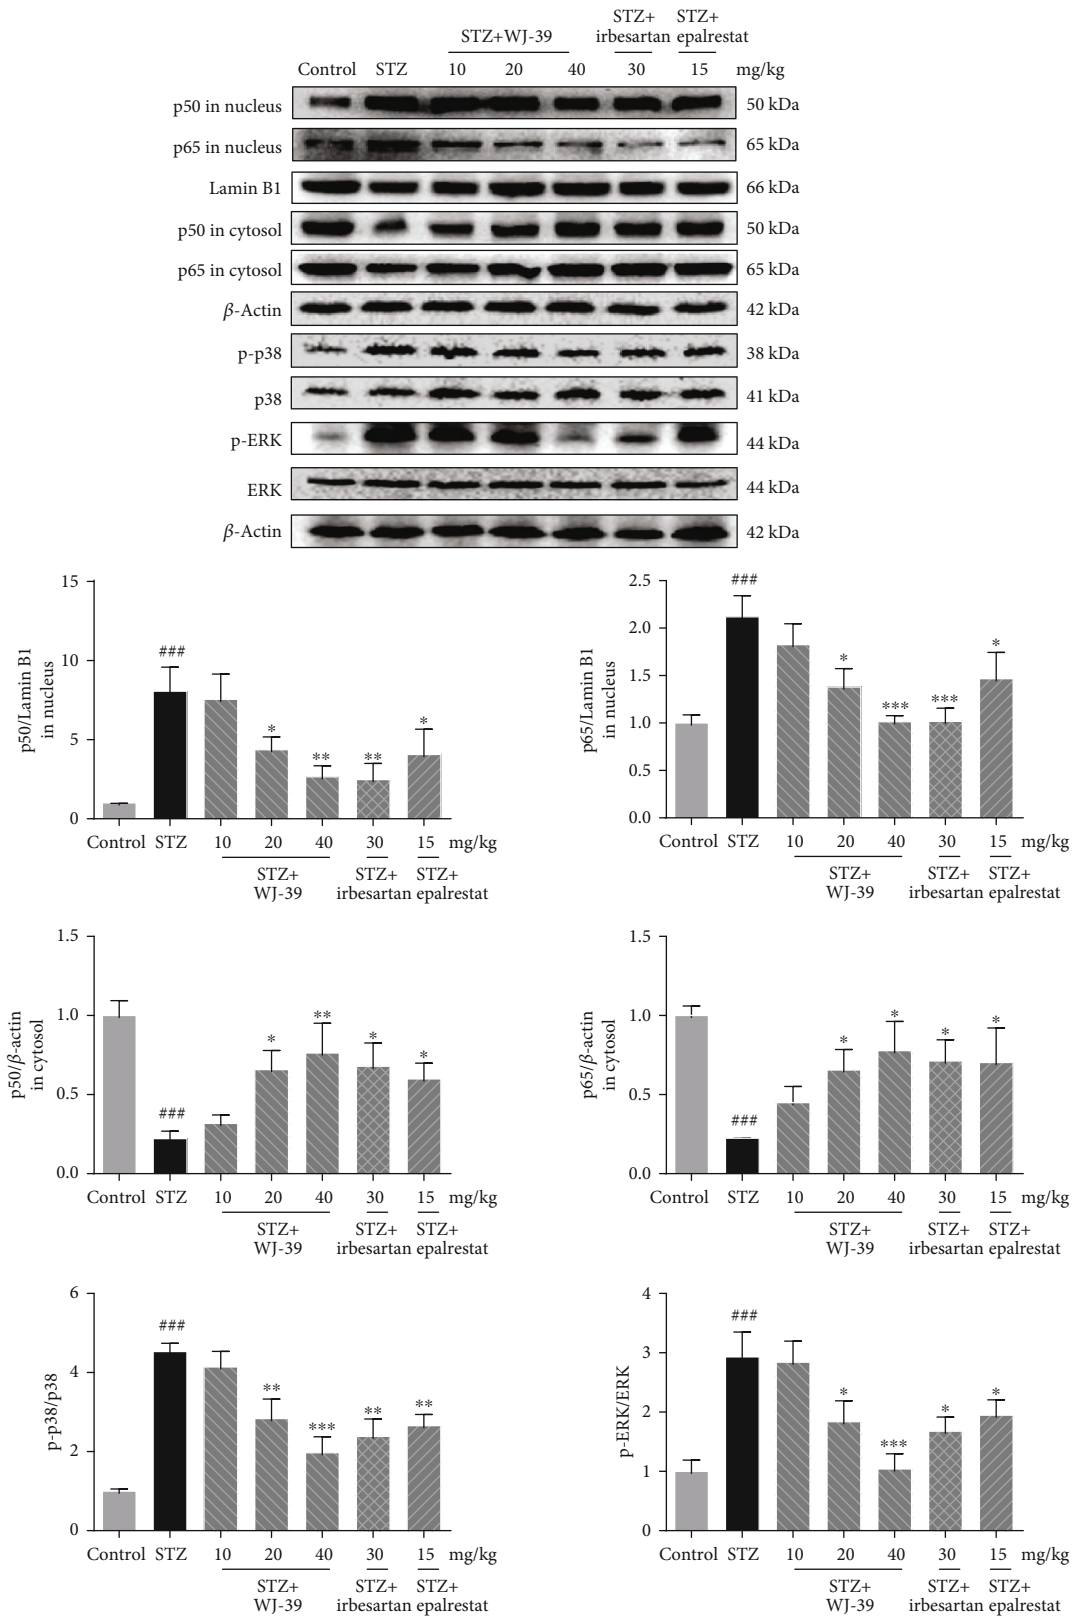 STZ+ STZ+
STZ+WJ-39 irbesartan epalrestat
Control STZ 10 20 40 30 15 mg/kg
p50 in nucleus 50 kDa
p65 in nucleus 65 kDa
Lamin B1 66 kDa
p50 in cytosol 50 kDa
p65 in cytosol 65 kDa
β-Actin 42 kDa
p-p38 38 kDa
p38 41 kDa
p-ERK 44 kDa
ERK 44 kDa
β-Actin 42 kDa
p50/Lamin B1
in nucleus
15
10
5
0
###
*
**
**
*
Control STZ 10 20 40 30 15 mg/kg
STZ+ STZ+ STZ+
WJ-39 irbesartan epalrestat
p65/Lamin B1
in nucleus
2.5
2.0
1.5
1.0
0.5
0.0
###
*
***
***
*
Control STZ 10 20 40 30 15 mg/kg
STZ+ STZ+ STZ+
WJ-39 irbesartan epalrestat
p50/β-actin
in cytosol
1.5
1.0
0.5
0.0
###
*
**
*
*
Control STZ 10 20 40 30 15 mg/kg
STZ+ STZ+ STZ+
WJ-39 irbesartan epalrestat
p65/β-actin
in cytosol
1.5
1.0
0.5
0.0
###
*
*
*
*
Control STZ 10 20 40 30 15 mg/kg
STZ+ STZ+ STZ+
WJ-39 irbesartan epalrestat
p-p38/p38
6
4
2
0
###
**
***
**
**
Control STZ 10 20 40 30 15 mg/kg
STZ+ STZ+ STZ+
WJ-39 irbesartan epalrestat
p-ERK/ERK
4
3
2
1
0
###
*
***
*
*
Control STZ 10 20 40 30 15 mg/kg
STZ+ STZ+ STZ+
WJ-39 irbesartan epalrestat